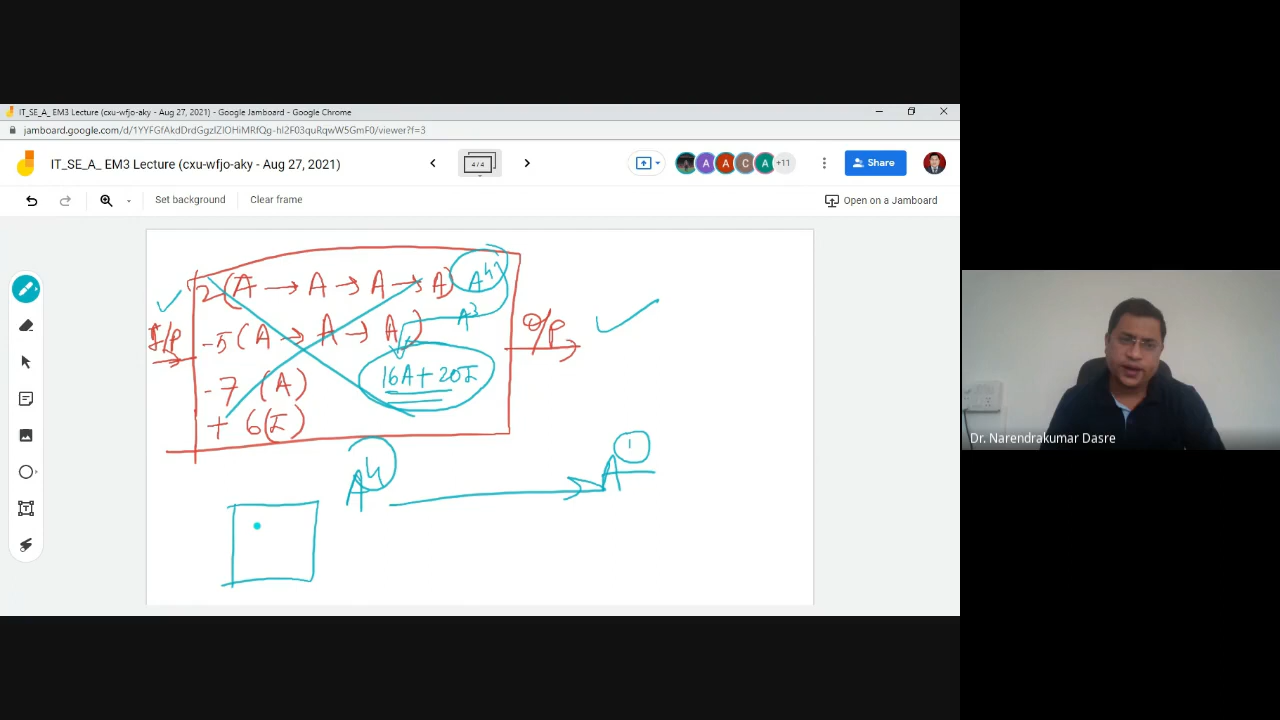 IT_SE_A_ EM3 Lecture (cxu-wfjo-aky - Aug 27, 2021) - Google Jamboard - Google Chrome
jamboard.google.com/d/1YYFGfAkdDrdGgzlZlOHiMRfQg-hI2F03quRqwW5GmF0/viewer?f=3
IT_SE_A_ EM3 Lecture (cxu-wfjo-aky - Aug 27, 2021)
4/4
A A C A +11
Share
Set background
Clear frame
Open on a Jamboard
2(A → A → A → A) A⁴
I/P -5(A → A → A) A³ O/P
-7 (A) 16A + 20I
+ 6(I)
A⁴ → A¹
Dr. Narendrakumar Dasre